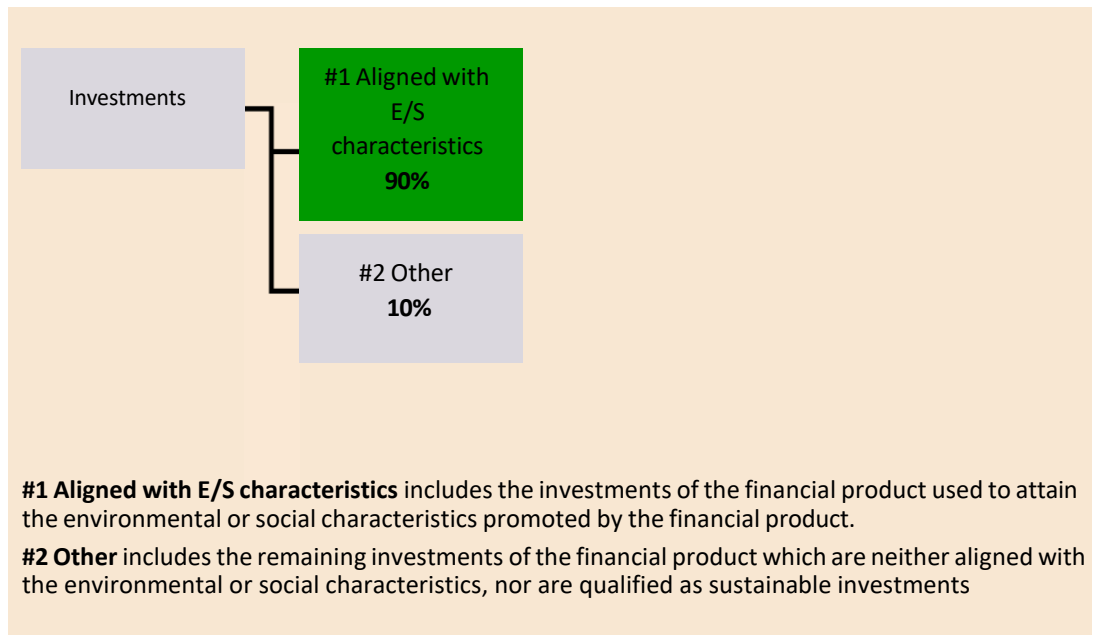 Investments
#1 Aligned with
E/S
characteristics
90%
#2 Other
10%
#1 Aligned with E/S characteristics includes the investments of the financial product used to attain
the environmental or social characteristics promoted by the financial product.
#2 Other includes the remaining investments of the financial product which are neither aligned with
the environmental or social characteristics, nor are qualified as sustainable investments